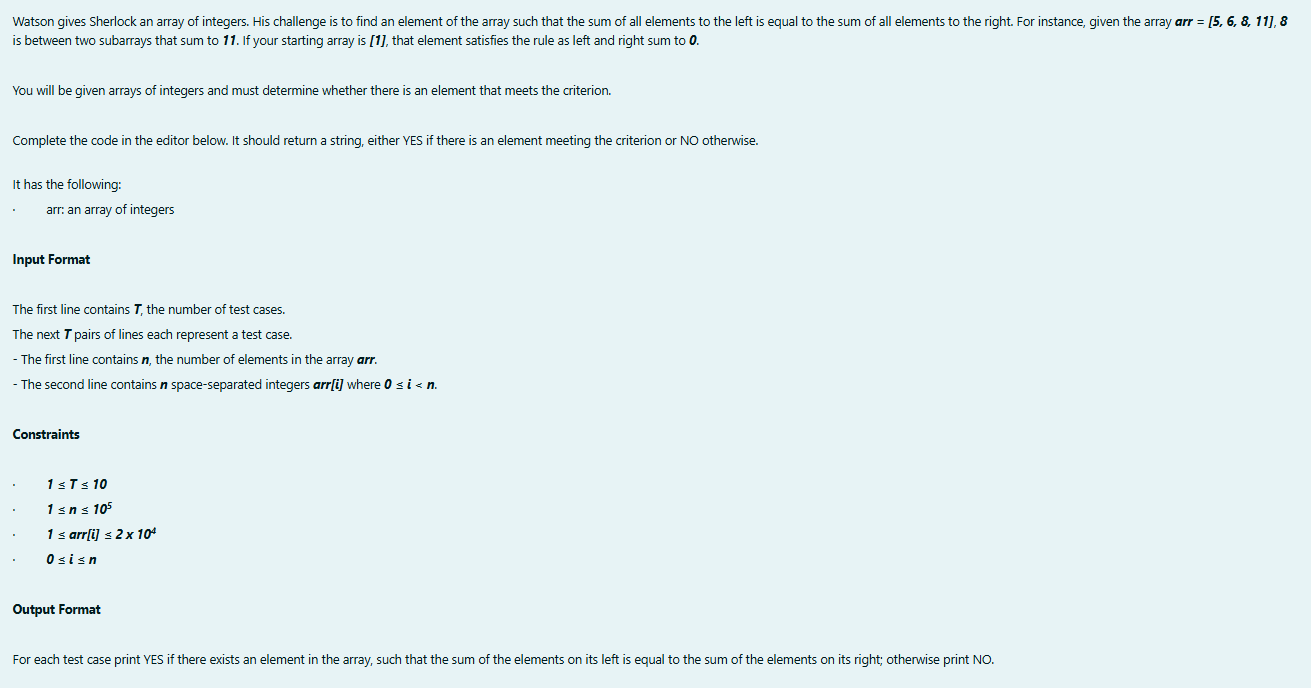 Watson gives Sherlock an array of integers. His challenge is to find an element of the array such that the sum of all elements to the left is equal to the sum of all elements to the right. For instance, given the array arr = [5, 6, 8, 11], 8
is between two subarrays that sum to 11. If your starting array is [1], that element satisfies the rule as left and right sum to 0.
You will be given arrays of integers and must determine whether there is an element that meets the criterion.
Complete the code in the editor below. It should return a string, either YES if there is an element meeting the criterion or NO otherwise.
It has the following:
· arr: an array of integers
Input Format
The first line contains T, the number of test cases.
The next T pairs of lines each represent a test case.
- The first line contains n, the number of elements in the array arr.
- The second line contains n space-separated integers arr[i] where 0 ≤ i < n.
Constraints
· 1 ≤ T ≤ 10
· 1 ≤ n ≤ 10⁵
· 1 ≤ arr[i] ≤ 2 x 10⁴
· 0 ≤ i ≤ n
Output Format
For each test case print YES if there exists an element in the array, such that the sum of the elements on its left is equal to the sum of the elements on its right; otherwise print NO.